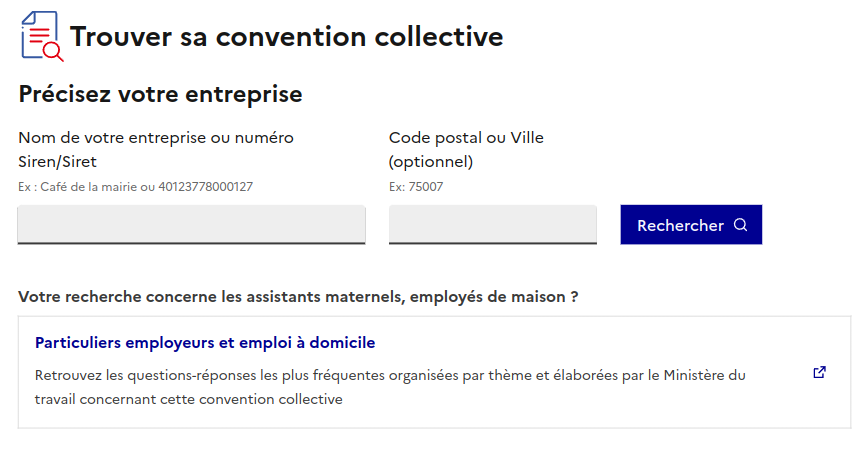 Trouver sa convention collective
Précisez votre entreprise
Nom de votre entreprise ou numéro
Siren/Siret
Ex : Café de la mairie ou 40123778000127
Code postal ou Ville
(optionnel)
Ex: 75007
Rechercher
Votre recherche concerne les assistants maternels, employés de maison ?
Particuliers employeurs et emploi à domicile
Retrouvez les questions-réponses les plus fréquentes organisées par thème et élaborées par le Ministère du
travail concernant cette convention collective